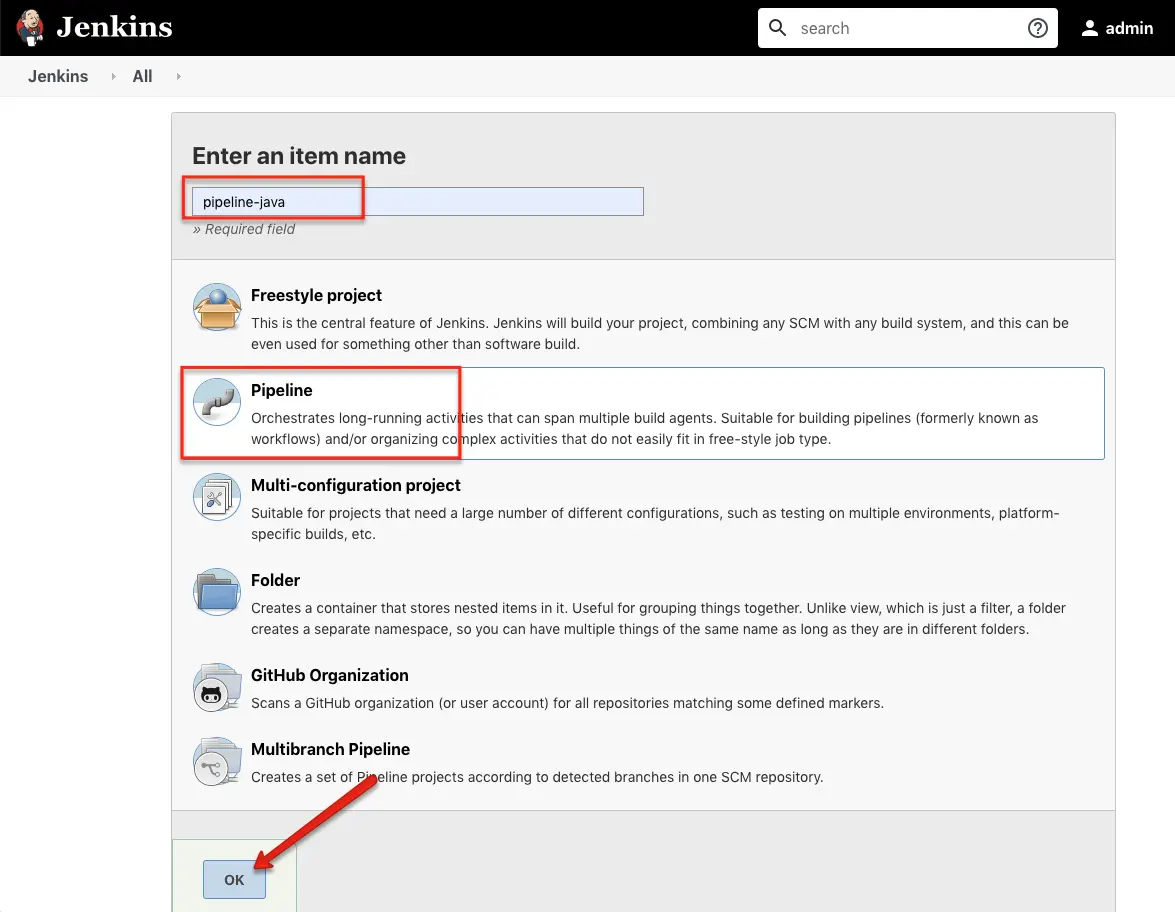 Jenkins
search
admin
Jenkins
All
Enter an item name
pipeline-java
» Required field
Freestyle project
This is the central feature of Jenkins. Jenkins will build your project, combining any SCM with any build system, and this can be
even used for something other than software build.
Pipeline
Orchestrates long-running activities that can span multiple build agents. Suitable for building pipelines (formerly known as
workflows) and/or organizing complex activities that do not easily fit in free-style job type.
Multi-configuration project
Suitable for projects that need a large number of different configurations, such as testing on multiple environments, platform-
specific builds, etc.
Folder
Creates a container that stores nested items in it. Useful for grouping things together. Unlike view, which is just a filter, a folder
creates a separate namespace, so you can have multiple things of the same name as long as they are in different folders.
GitHub Organization
Scans a GitHub organization (or user account) for all repositories matching some defined markers.
Multibranch Pipeline
Creates a set of Pipeline projects according to detected branches in one SCM repository.
OK